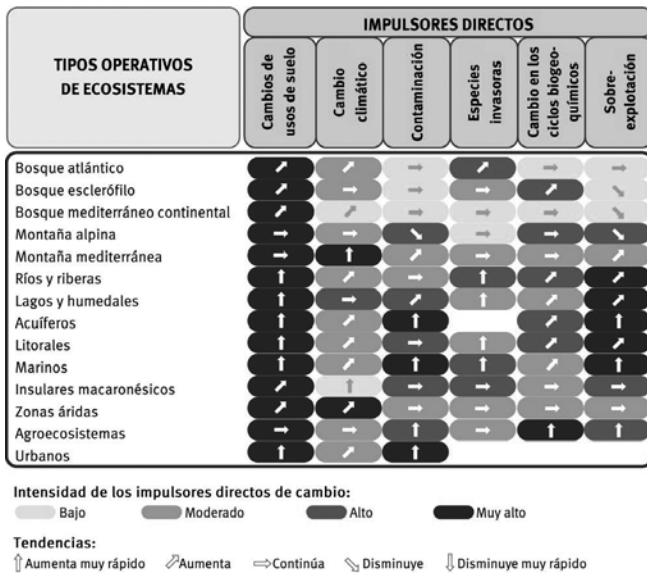 IMPULSORES DIRECTOS
TIPOS OPERATIVOS
DE ECOSISTEMAS
Cambios de
usos de suelo
Cambio
climático
Contaminación
Especies
invasoras
Cambio en los
ciclos biogeo-
químicos
Sobre-
explotación
Bosque atlántico
Bosque esclerófilo
Bosque mediterráneo continental
Montaña alpina
Montaña mediterránea
Ríos y riberas
Lagos y humedales
Acuíferos
Litorales
Marinos
Insulares macaronésicos
Zonas áridas
Agroecosistemas
Urbanos
Intensidad de los impulsores directos de cambio:
Bajo Moderado Alto Muy alto
Tendencias:
Aumenta muy rápido Aumenta Continúa Disminuye Disminuye muy rápido